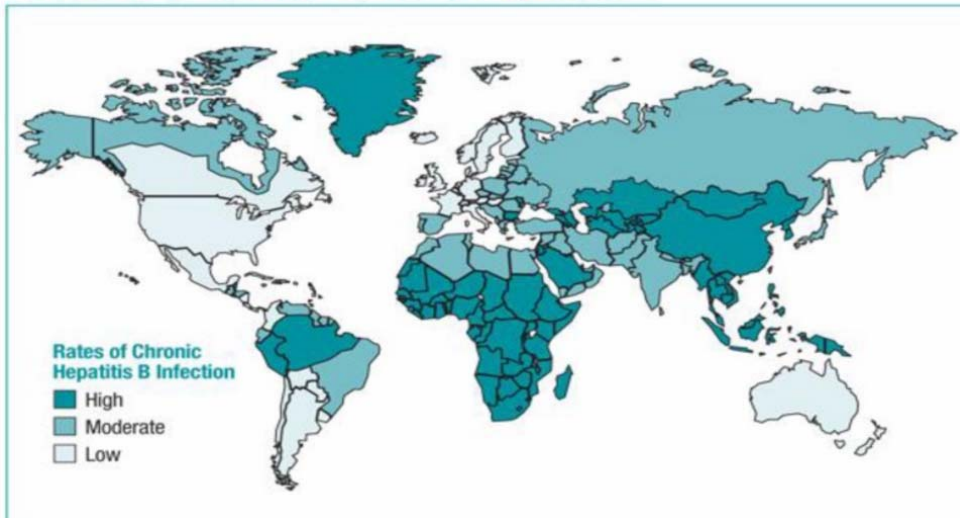 Rates of Chronic
Hepatitis B Infection
High
Moderate
Low